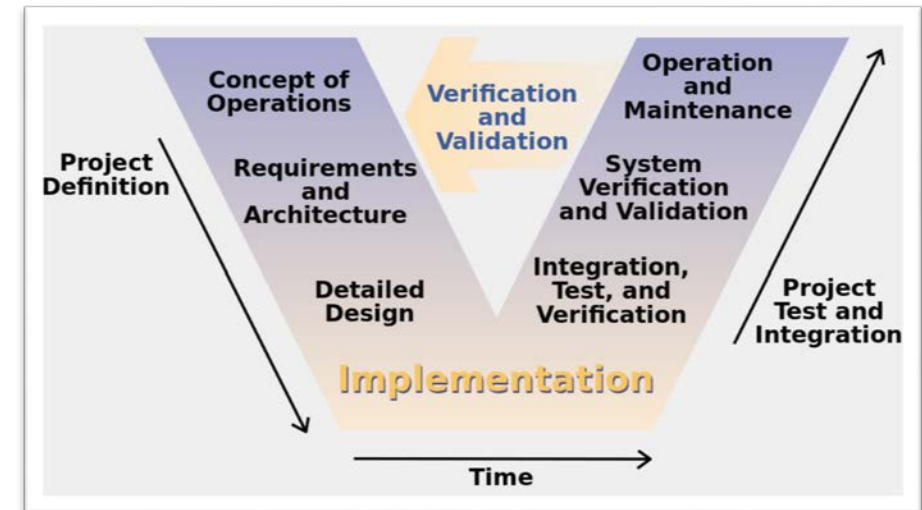 Concept of
Operations
Verification
and
Validation
Operation
and
Maintenance
Project
Definition
Requirements
and
Architecture
System
Verification
and Validation
Detailed
Design
Integration,
Test, and
Verification
Project
Test and
Integration
Implementation
Time